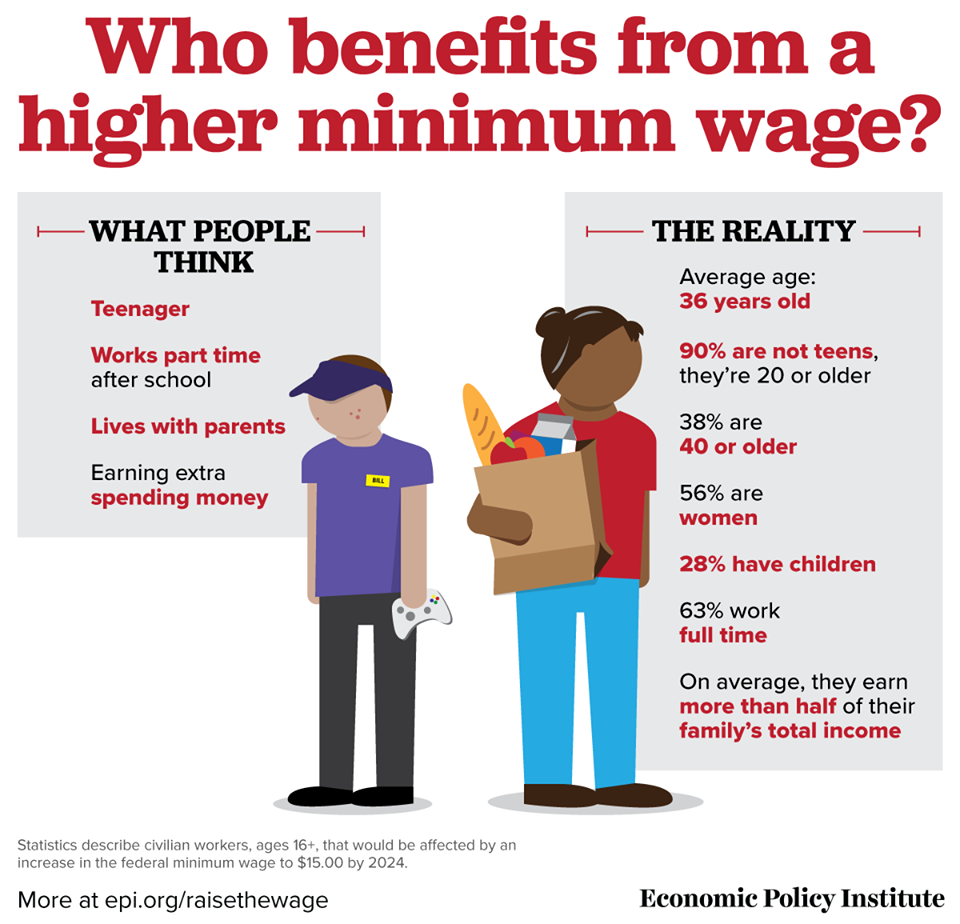 Who benefits from a
higher minimum wage?
WHAT PEOPLE
THINK
Teenager
Works part time
after school
Lives with parents
Earning extra
spending money
BILL
THE REALITY
Average age:
36 years old
90% are not teens,
they're 20 or older
38% are
40 or older
56% are
women
28% have children
63% work
full time
On average, they earn
more than half of their
family's total income
Statistics describe civilian workers, ages 16+, that would be affected by an
increase in the federal minimum wage to $15.00 by 2024.
More at epi.org/raisethewage
Economic Policy Institute